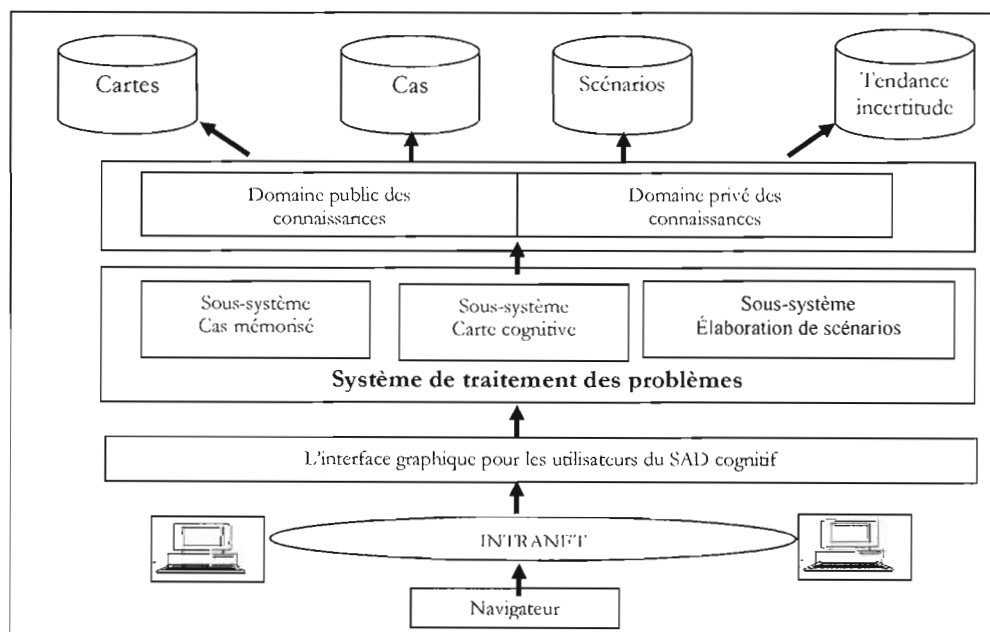 Cartes
Cas
Scénarios
Tendance
incertitude
Domaine public des
connaissances
Domaine privé des
connaissances
Sous-système
Cas mémorisé
Sous-système
Carte cognitive
Sous-système
Élaboration de scénarios
Système de traitement des problèmes
L'interface graphique pour les utilisateurs du SAD cognitif
INTRANET
Navigateur